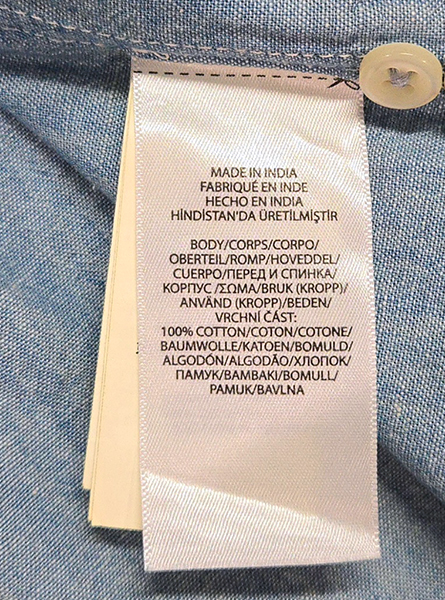 MADE IN INDIA
FABRIQUÉ EN INDE
HECHO EN INDIA
HİNDİSTAN'DA ÜRETİLMİŞTİR
BODY/CORPS/CORPO/
OBERTEIL/ROMP/HOVEDDEL/
CUERPO/ПЕРЕД И СПИНКА/
КОРПУС /ΣΩΜΑ/BRUK (KROPP)/
ANVÄND (KROPP)/BEDEN/
VRCHNÍ ČÁST:
100% COTTON/COTON/COTONE/
BAUMWOLLE/KATOEN/BOMULD/
ALGODÓN/ALGODÃO/ХЛОПОК/
ПАМУК/ΒΑΜΒΑΚΙ/BOMULL/
PAMUK/BAVLNA